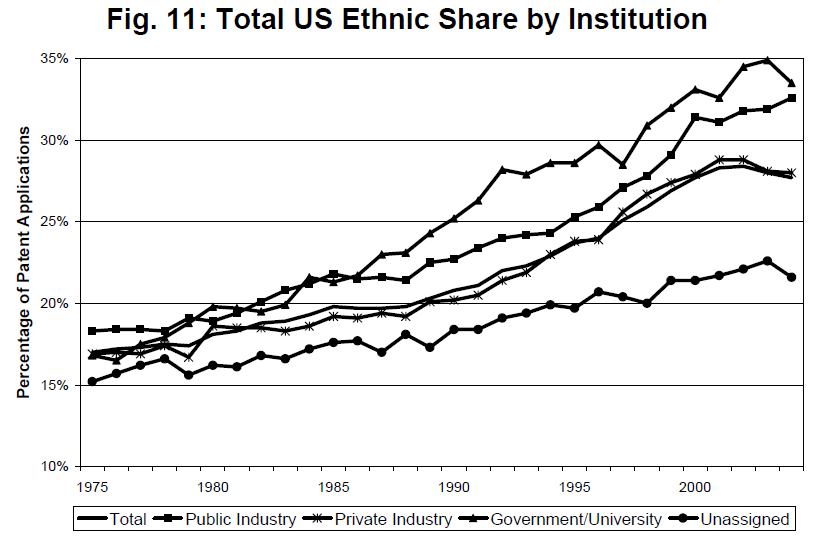 Fig. 11: Total US Ethnic Share by Institution
Percentage of Patent Applications
35%
30%
25%
20%
15%
10%
1975 1980 1985 1990 1995 2000
Total Public Industry Private Industry Government/University Unassigned